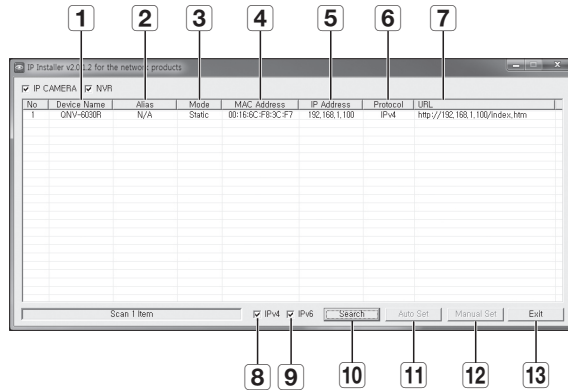 1 2 3 4 5 6 7
IP Installer v2.0.1.2 for the network products
IP CAMERA NVR
No Device Name Alias Mode MAC Address IP Address Protocol URL
1 QNV-6030R N/A Static 00:16:6C:F8:3C:F7 192,168,1,100 IPv4 http://192,168,1,100/index,htm
Scan 1 Item IPv4 IPv6 Search Auto Set Manual Set Exit
8 9 10 11 12 13